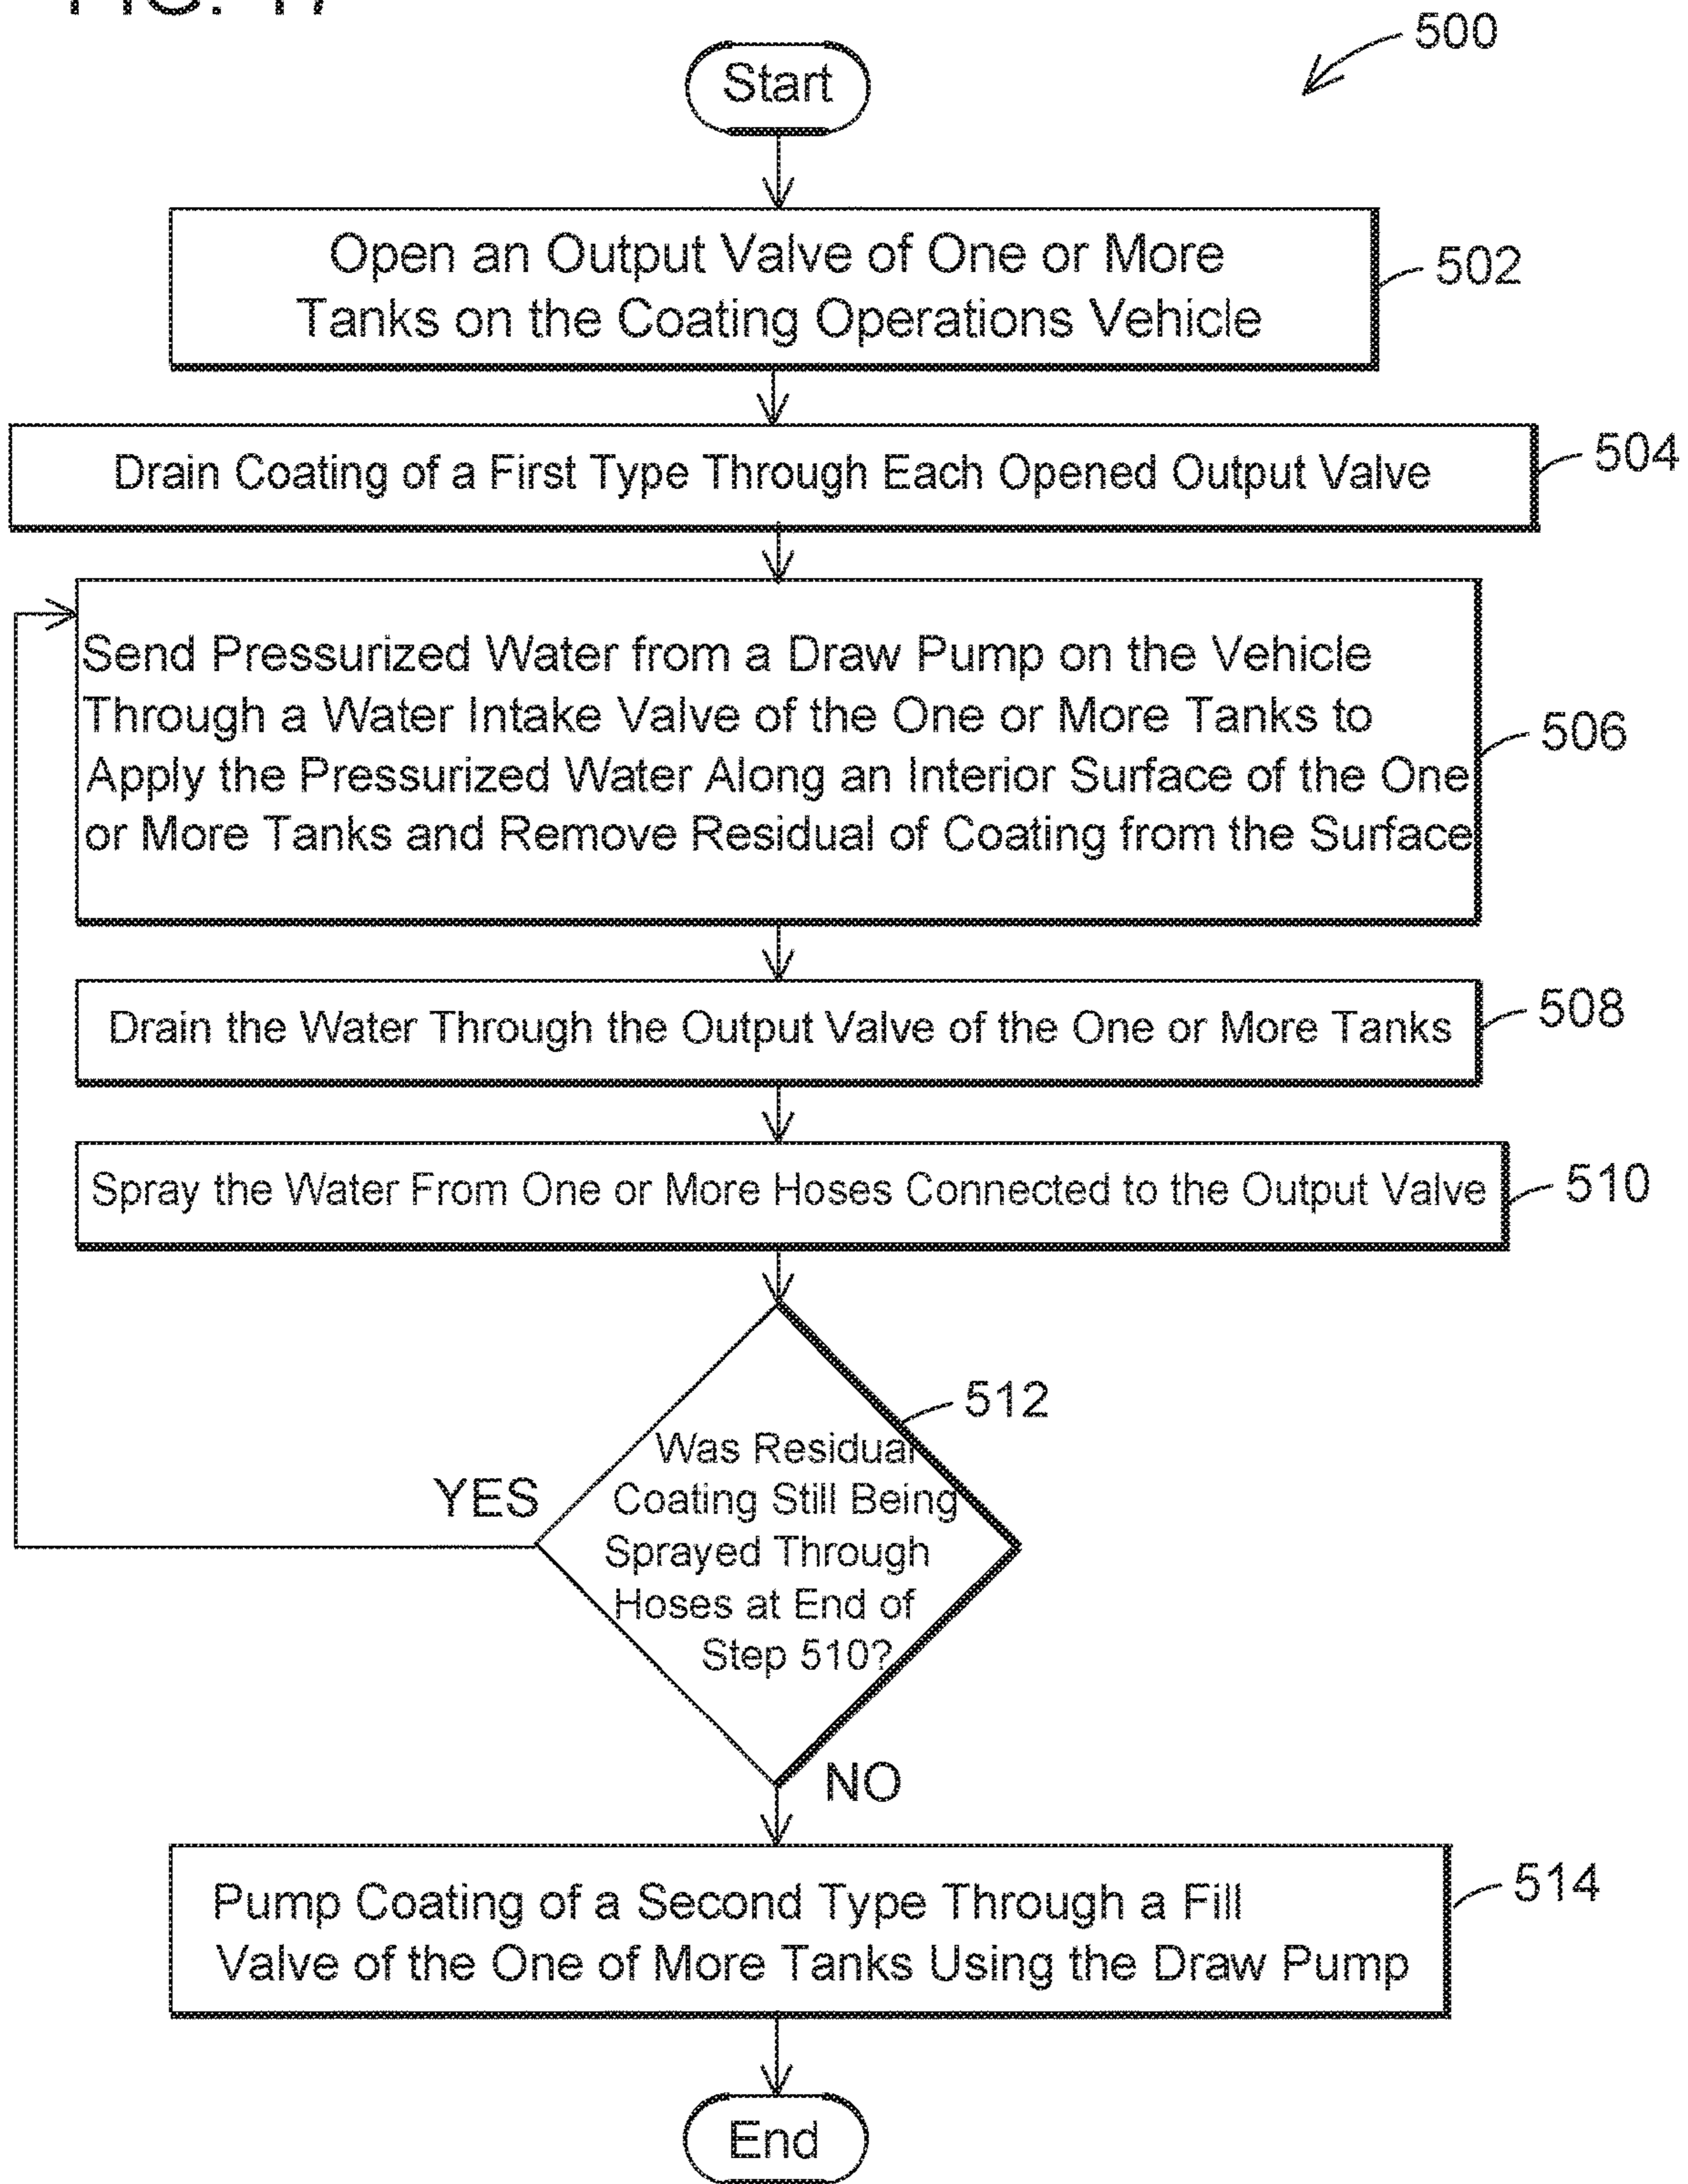 500
Start
Open an Output Valve of One or More
Tanks on the Coating Operations Vehicle
502
Drain Coating of a First Type Through Each Opened Output Valve
504
Send Pressurized Water from a Draw Pump on the Vehicle
Through a Water Intake Valve of the One or More Tanks to
Apply the Pressurized Water Along an Interior Surface of the One
or More Tanks and Remove Residual of Coating from the Surface
506
Drain the Water Through the Output Valve of the One or More Tanks
508
Spray the Water From One or More Hoses Connected to the Output Valve
510
512
Was Residual
Coating Still Being
Sprayed Through
Hoses at End of
Step 510?
YES
NO
Pump Coating of a Second Type Through a Fill
Valve of the One of More Tanks Using the Draw Pump
514
End